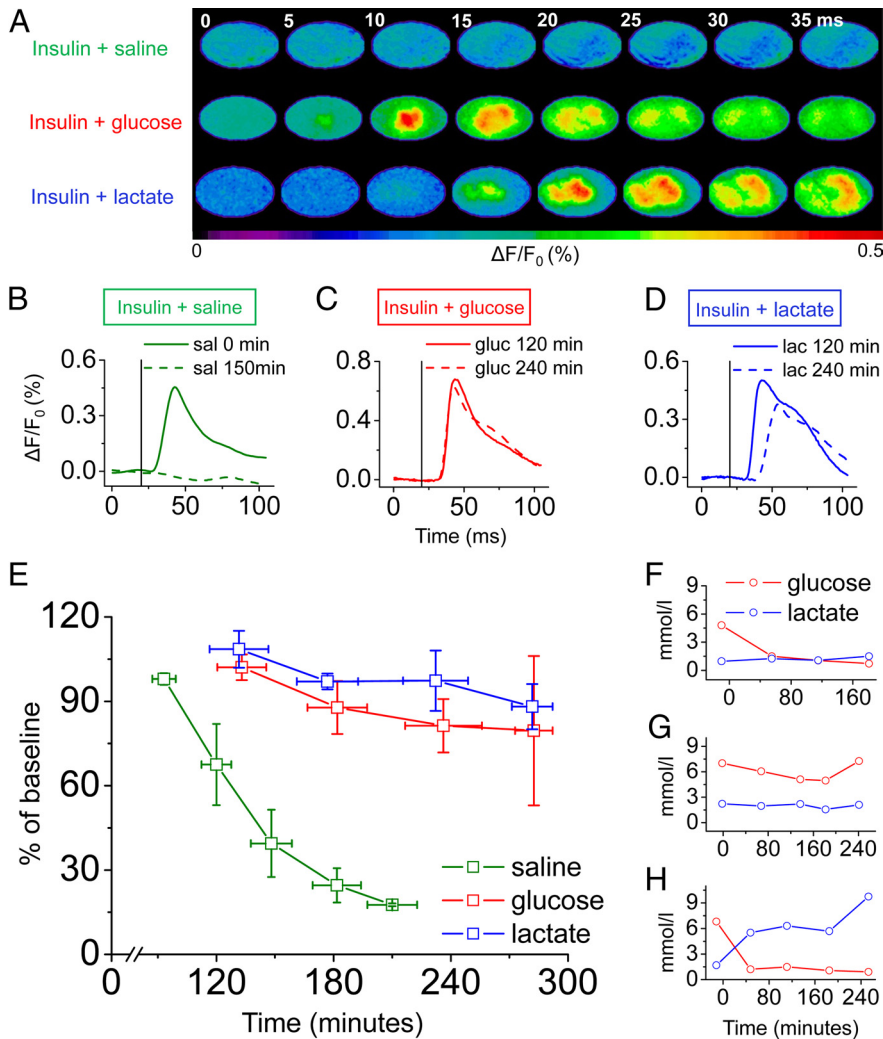 A
0 5 10 15 20 25 30 35 ms
Insulin + saline
Insulin + glucose
Insulin + lactate
0 0.5
ΔF/F0 (%)
B
Insulin + saline
sal 0 min
sal 150min
0.6
0.3
0.0
ΔF/F0 (%)
0 50 100
C
Insulin + glucose
gluc 120 min
gluc 240 min
0.8
0.4
0.0
0 50 100
Time (ms)
D
Insulin + lactate
lac 120 min
lac 240 min
0.6
0.3
0.0
0 50 100
E
120
90
60
30
0
% of baseline
saline
glucose
lactate
0 120 180 240 300
Time (minutes)
F
glucose
lactate
9
6
3
0
mmol/l
0 80 160
G
9
6
3
0
mmol/l
0 80 160 240
H
9
6
3
0
mmol/l
0 80 160 240
Time (minutes)